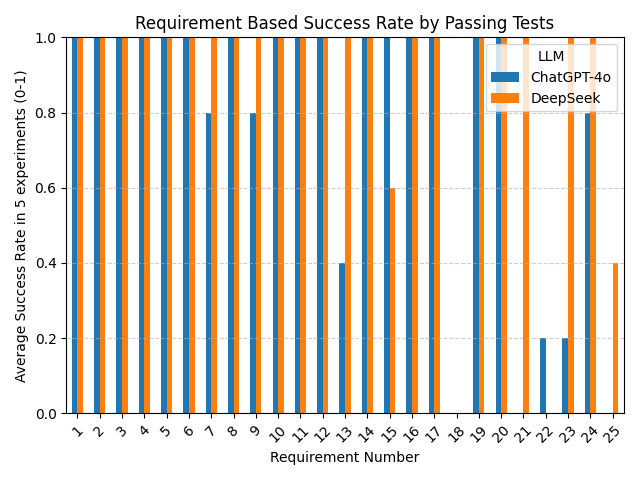 Requirement Based Success Rate by Passing Tests
Average Success Rate in 5 experiments (0-1)
1.0
0.8
0.6
0.4
0.2
0.0
LLM
ChatGPT-4o
DeepSeek
1 2 3 4 5 6 7 8 9 10 11 12 13 14 15 16 17 18 19 20 21 22 23 24 25
Requirement Number